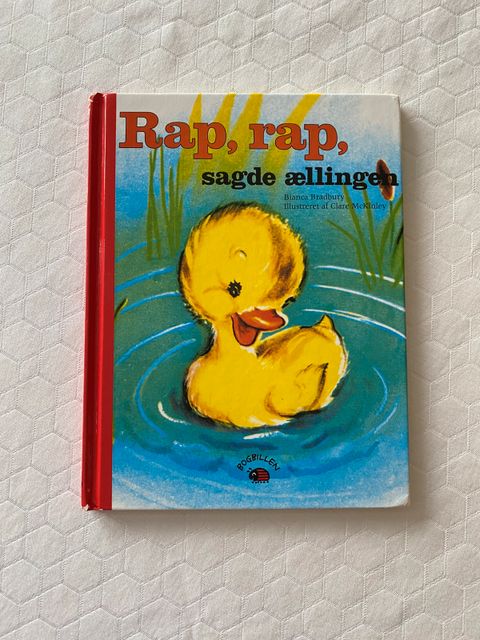 Rap, rap,
sagde ællingen
Bianca Bradbury
Illustreret af Clare McKinley
BOGBILLEN